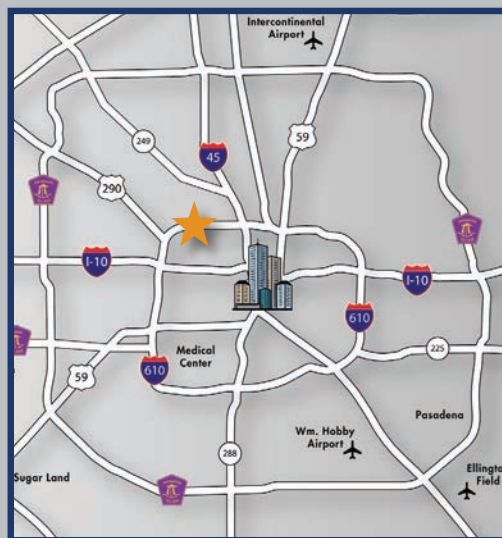 Intercontinental
Airport
59
249
45
290
I-10
I-10
610
Medical
Center
225
59
610
Pasadena
Wm. Hobby
Airport
288
Sugar Land
Ellingto
Field